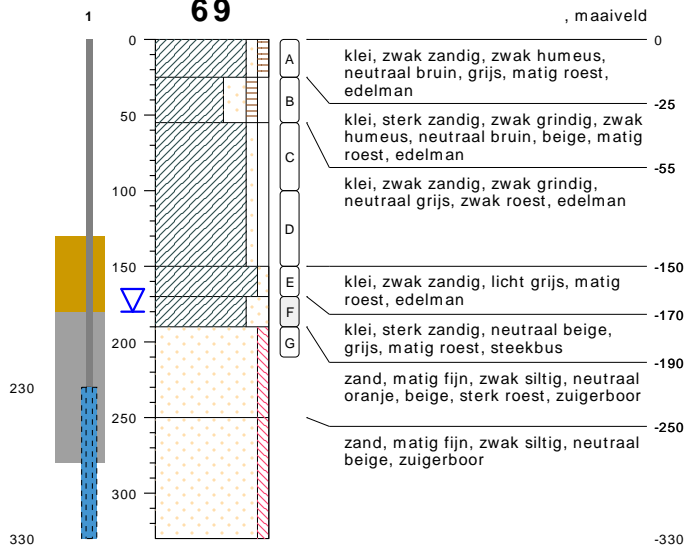 69
1
, maaiveld
0
50
100
150
200
250
300
230
330
A
B
C
D
E
F
G
0
klei, zwak zandig, zwak humeus,
neutraal bruin, grijs, matig roest,
edelman
-25
klei, sterk zandig, zwak grindig, zwak
humeus, neutraal bruin, beige, matig
roest, edelman
-55
klei, zwak zandig, zwak grindig,
neutraal grijs, zwak roest, edelman
-150
klei, zwak zandig, licht grijs, matig
roest, edelman
-170
klei, sterk zandig, neutraal beige,
grijs, matig roest, steekbus
-190
zand, matig fijn, zwak siltig, neutraal
oranje, beige, sterk roest, zuigerboor
-250
zand, matig fijn, zwak siltig, neutraal
beige, zuigerboor
-330